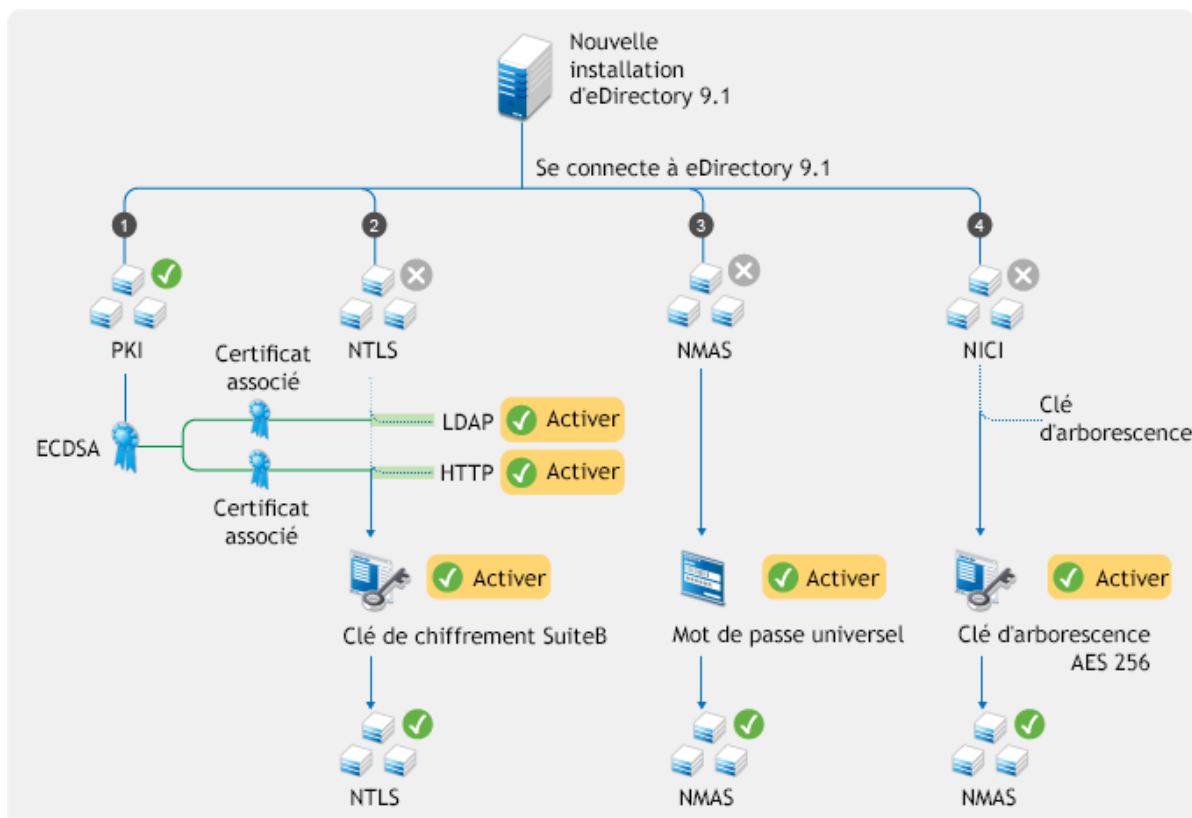 Nouvelle
installation
d'eDirectory 9.1
Se connecte à eDirectory 9.1
1
2
3
4
PKI
NTLS
NMAS
NICI
Certificat
associé
ECDSA
LDAP
Activer
HTTP
Activer
Clé
d'arborescence
Certificat
associé
Activer
Clé de chiffrement SuiteB
Activer
Mot de passe universel
Activer
Clé d'arborescence
AES 256
NTLS
NMAS
NMAS